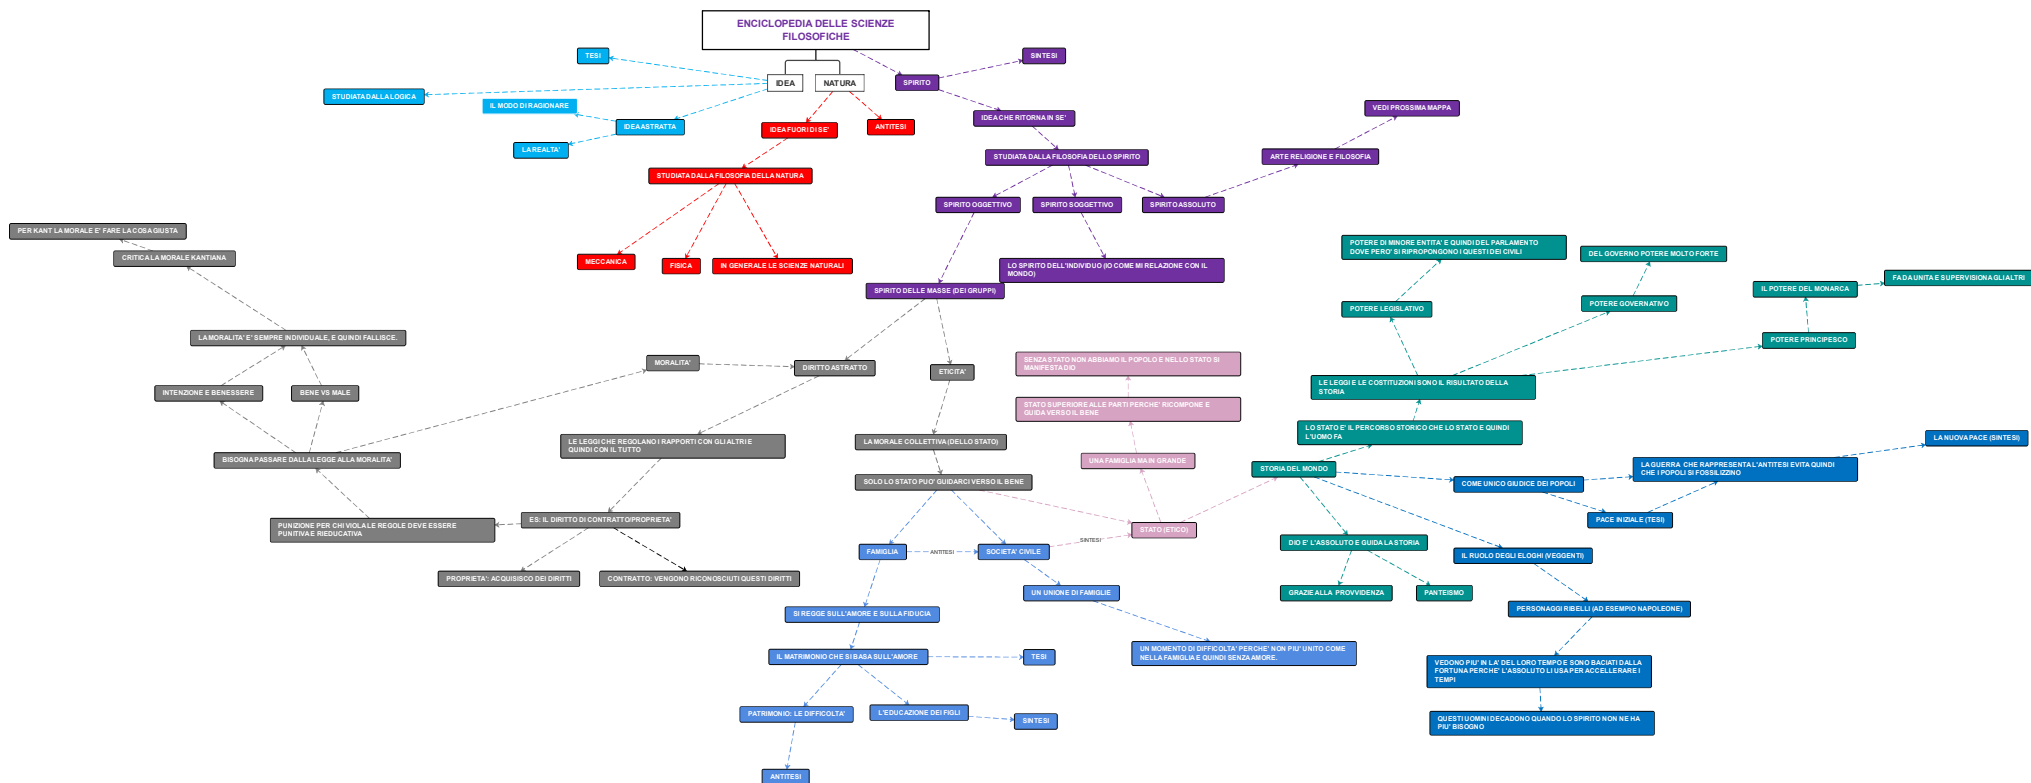 ENCICLOPEDIA DELLE SCIENZE
FILOSOFICHE
TESI
SINTESI
IDEA
NATURA
SPIRITO
STUDIATA DALLA LOGICA
IL MODO DI RAGIONARE
VEDI PROSSIMA MAPPA
IDEA ASTRATTA
IDEA FUORI DI SE'
ANTITESI
IDEA CHE RITORNA IN SE'
LA REALTA'
STUDIATA DALLA FILOSOFIA DELLO SPIRITO
ARTE RELIGIONE E FILOSOFIA
STUDIATA DALLA FILOSOFIA DELLA NATURA
SPIRITO OGGETTIVO
SPIRITO SOGGETTIVO
SPIRITO ASSOLUTO
PER KANT LA MORALE E' FARE LA COSA GIUSTA
CRITICA LA MORALE KANTIANA
MECCANICA
FISICA
IN GENERALE LE SCIENZE NATURALI
LO SPIRITO DELL'INDIVIDUO (IO COME MI RELAZIONE CON IL
MONDO)
POTERE DI MINORE ENTITA' E QUINDI DEL PARLAMENTO
DOVE PERO' SI RIPROPONGONO I QUESTI DEI CIVILI
DEL GOVERNO POTERE MOLTO FORTE
FA DA UNITA E SUPERVISIONA GLI ALTRI
SPIRITO DELLE MASSE (DEI GRUPPI)
IL POTERE DEL MONARCA
POTERE LEGISLATIVO
POTERE GOVERNATIVO
LA MORALITA' E' SEMPRE INDIVIDUALE, E QUINDI FALLISCE.
POTERE PRINCIPESCO
MORALITA'
DIRITTO ASTRATTO
ETICITA'
SENZA STATO NON ABBIAMO IL POPOLO E NELLO STATO SI
MANIFESTA DIO
INTENZIONE E BENESSERE
BENE VS MALE
LE LEGGI E LE COSTITUZIONI SONO IL RISULTATO DELLA
STORIA
STATO SUPERIORE ALLE PARTI PERCHE' RICOMPONE E
GUIDA VERSO IL BENE
LO STATO E' IL PERCORSO STORICO CHE LO STATO E QUINDI
L'UOMO FA
LE LEGGI CHE REGOLANO I RAPPORTI CON GLI ALTRI E
QUINDI CON IL TUTTO
LA MORALE COLLETTIVA (DELLO STATO)
LA NUOVA PACE (SINTESI)
BISOGNA PASSARE DALLA LEGGE ALLA MORALITA'
UNA FAMIGLIA MA IN GRANDE
STORIA DEL MONDO
LA GUERRA CHE RAPPRESENTA L'ANTITESI EVITA QUINDI
CHE I POPOLI SI FOSSILIZZINO
SOLO LO STATO PUO' GUIDARCI VERSO IL BENE
COME UNICO GIUDICE DEI POPOLI
PUNIZIONE PER CHI VIOLA LE REGOLE DEVE ESSERE
PUNITIVA E RIEDUCATIVA
ES: IL DIRITTO DI CONTRATTO/PROPRIETA'
STATO (ETICO)
PACE INIZIALE (TESI)
SINTESI
DIO E' L'ASSOLUTO E GUIDA LA STORIA
FAMIGLIA
ANTITESI
SOCIETA' CIVILE
IL RUOLO DEGLI ELOGHI (VEGGENTI)
PROPRIETA': ACQUISISCO DEI DIRITTI
CONTRATTO: VENGONO RICONOSCIUTI QUESTI DIRITTI
UN UNIONE DI FAMIGLIE
GRAZIE ALLA PROVVIDENZA
PANTEISMO
SI REGGE SULL'AMORE E SULLA FIDUCIA
PERSONAGGI RIBELLI (AD ESEMPIO NAPOLEONE)
UN MOMENTO DI DIFFICOLTA' PERCHE' NON PIU' UNITO COME
NELLA FAMIGLIA E QUINDI SENZA AMORE.
IL MATRIMONIO CHE SI BASA SULL'AMORE
TESI
VEDONO PIU' IN LA' DEL LORO TEMPO E SONO BACIATI DALLA
FORTUNA PERCHE' L'ASSOLUTO LI USA PER ACCELLERARE I
TEMPI
PATRIMONIO: LE DIFFICOLTA'
L'EDUCAZIONE DEI FIGLI
SINTESI
QUESTI UOMINI DECADONO QUANDO LO SPIRITO NON NE HA
PIU' BISOGNO
ANTITESI